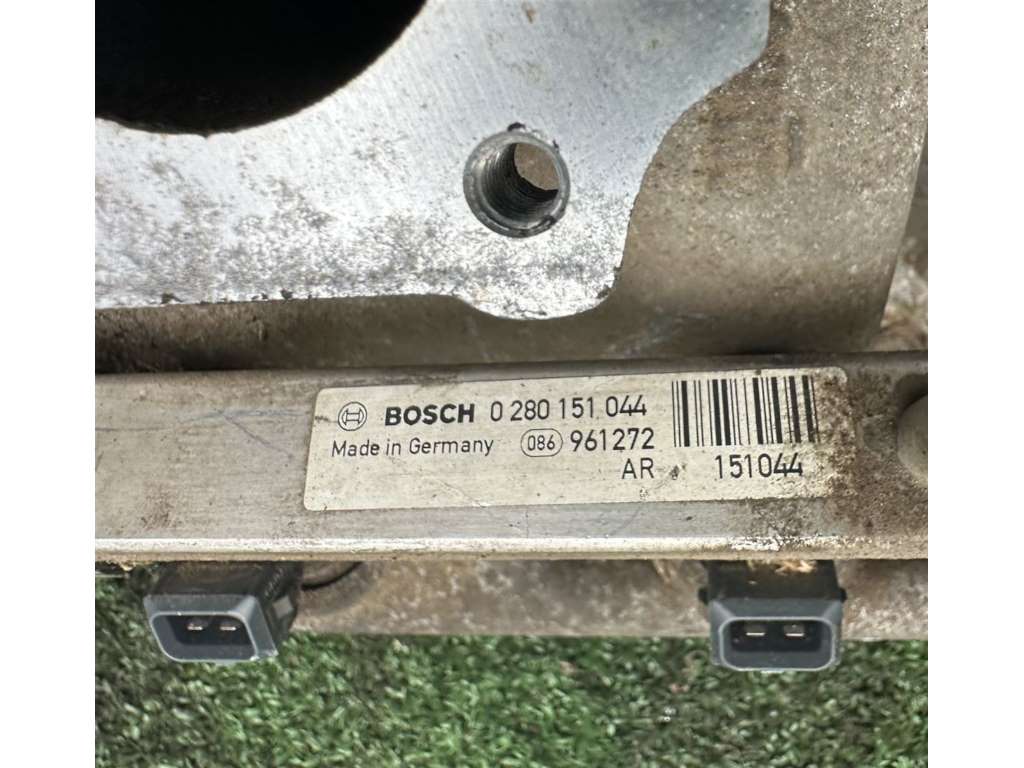 BOSCH 0 280 151 044
Made in Germany 086 961272
AR 151044